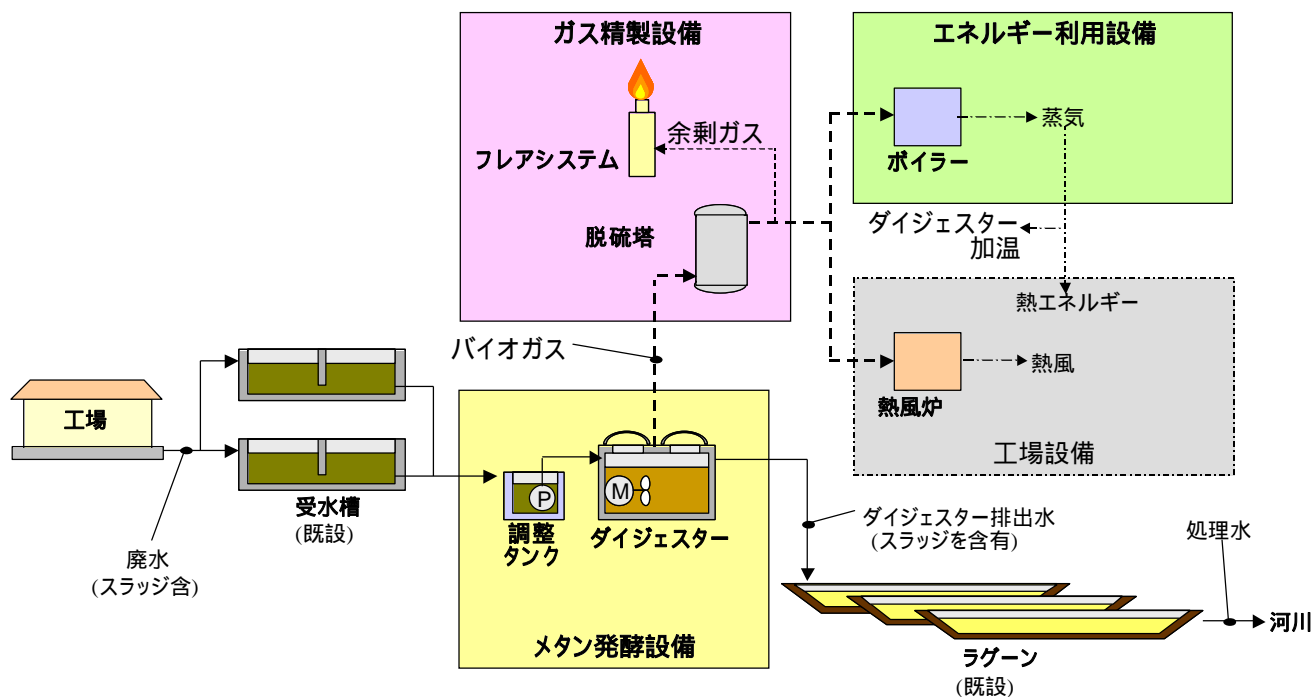 ガス精製設備
フレアシステム
余剰ガス
脱硫塔
エネルギー利用設備
ボイラー
蒸気
ダイジェスター
加温
熱エネルギー
熱風炉
熱風
工場設備
バイオガス
工場
廃水
(スラッジ含)
受水槽
(既設)
P
調整
タンク
M
ダイジェスター
メタン発酵設備
ダイジェスター排出水
(スラッジを含有)
処理水
河川
ラグーン
(既設)